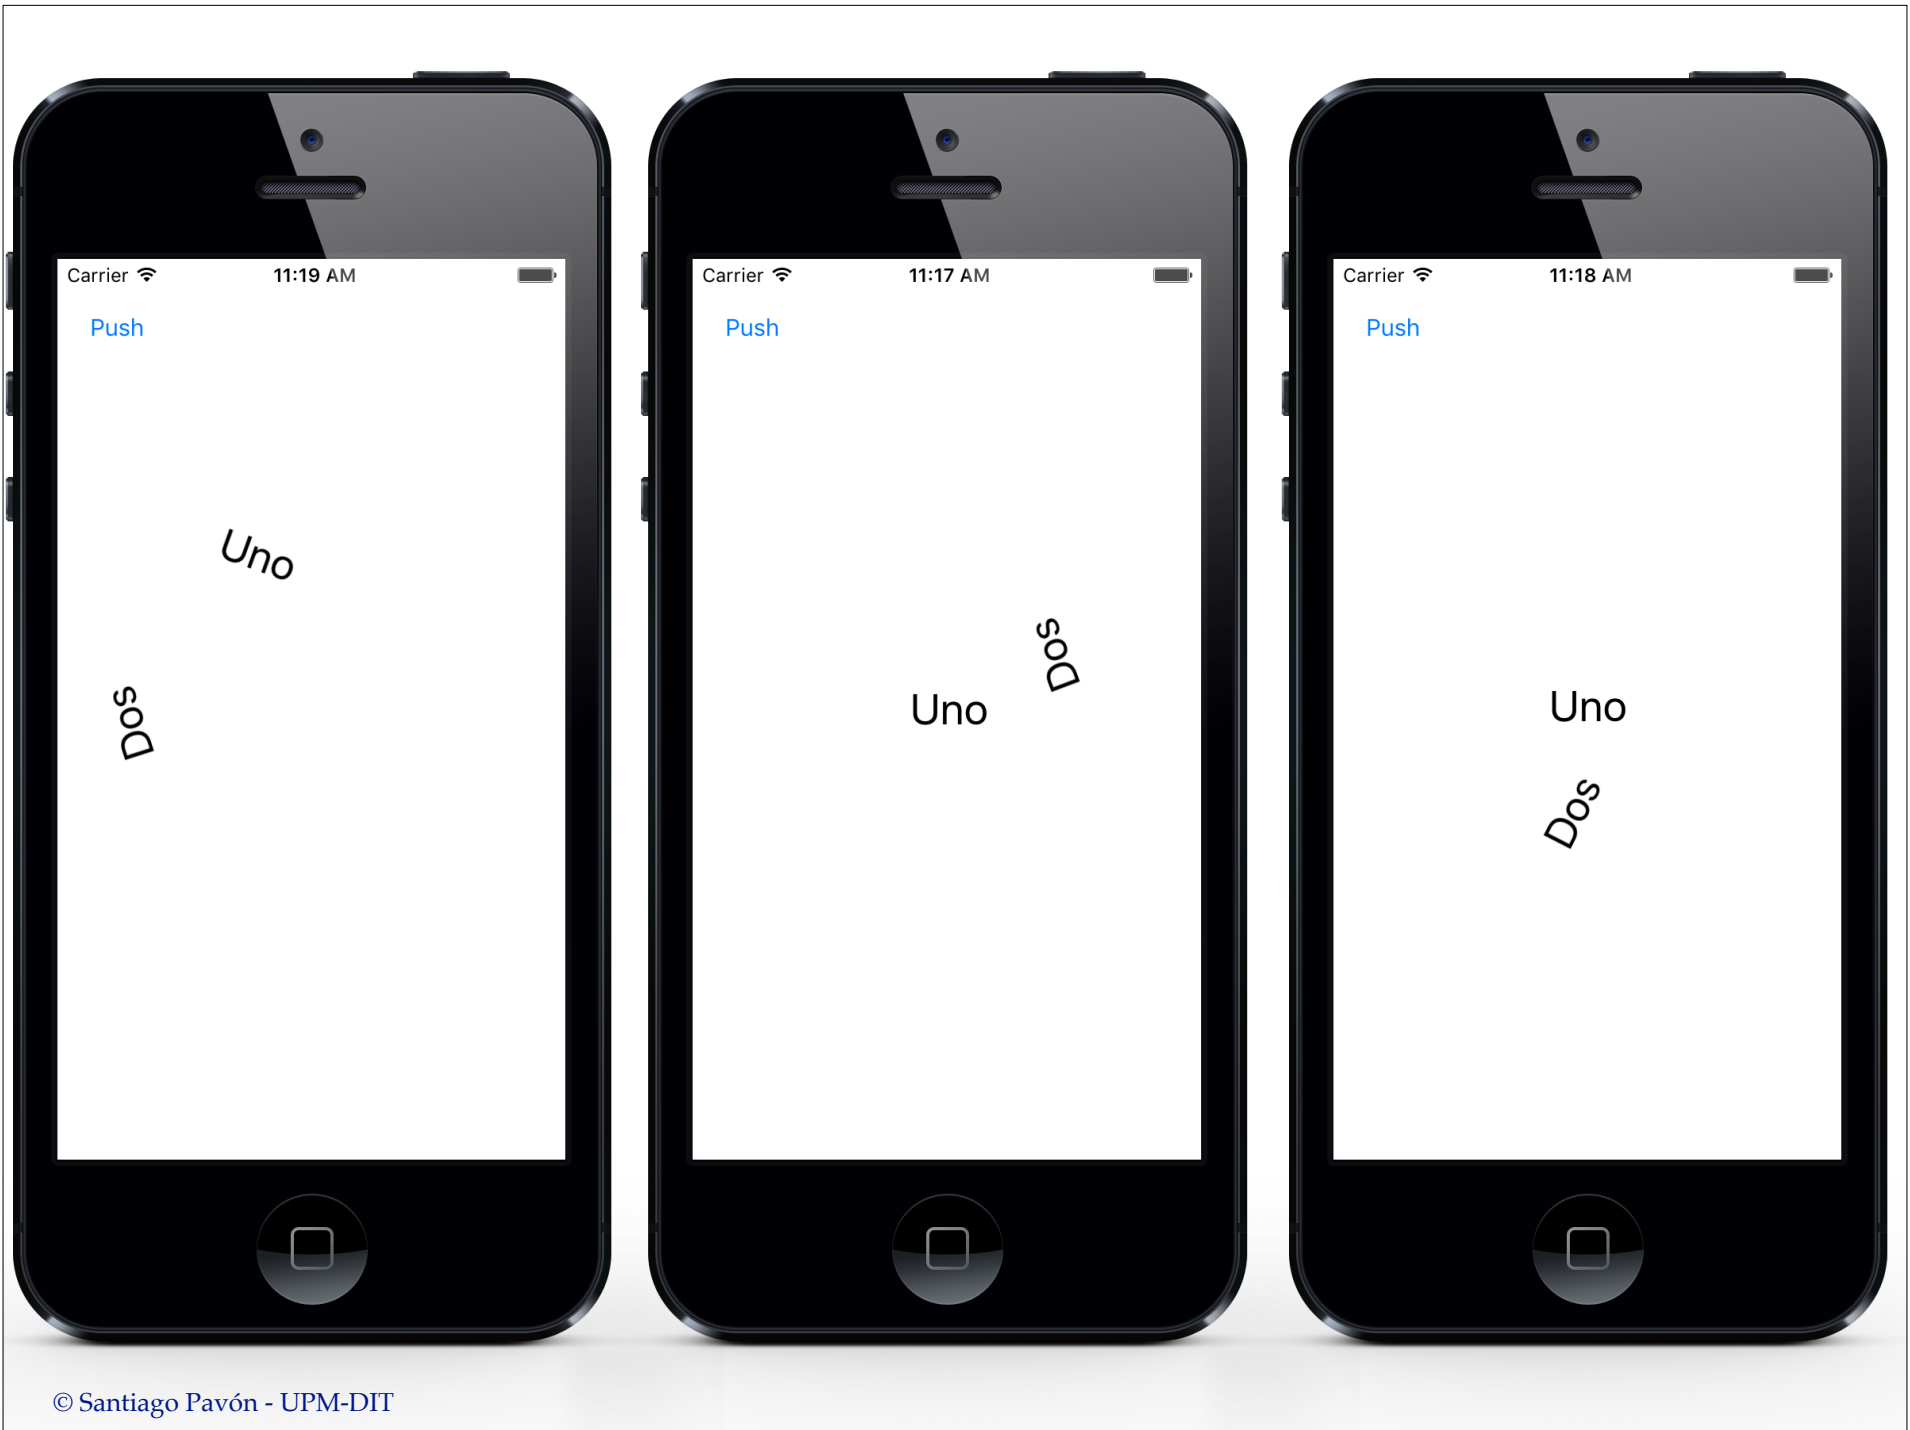 Carrier 11:19 AM
Push
Uno
Dos
Carrier 11:17 AM
Push
Dos
Uno
Carrier 11:18 AM
Push
Uno
Dos
© Santiago Pavón - UPM-DIT